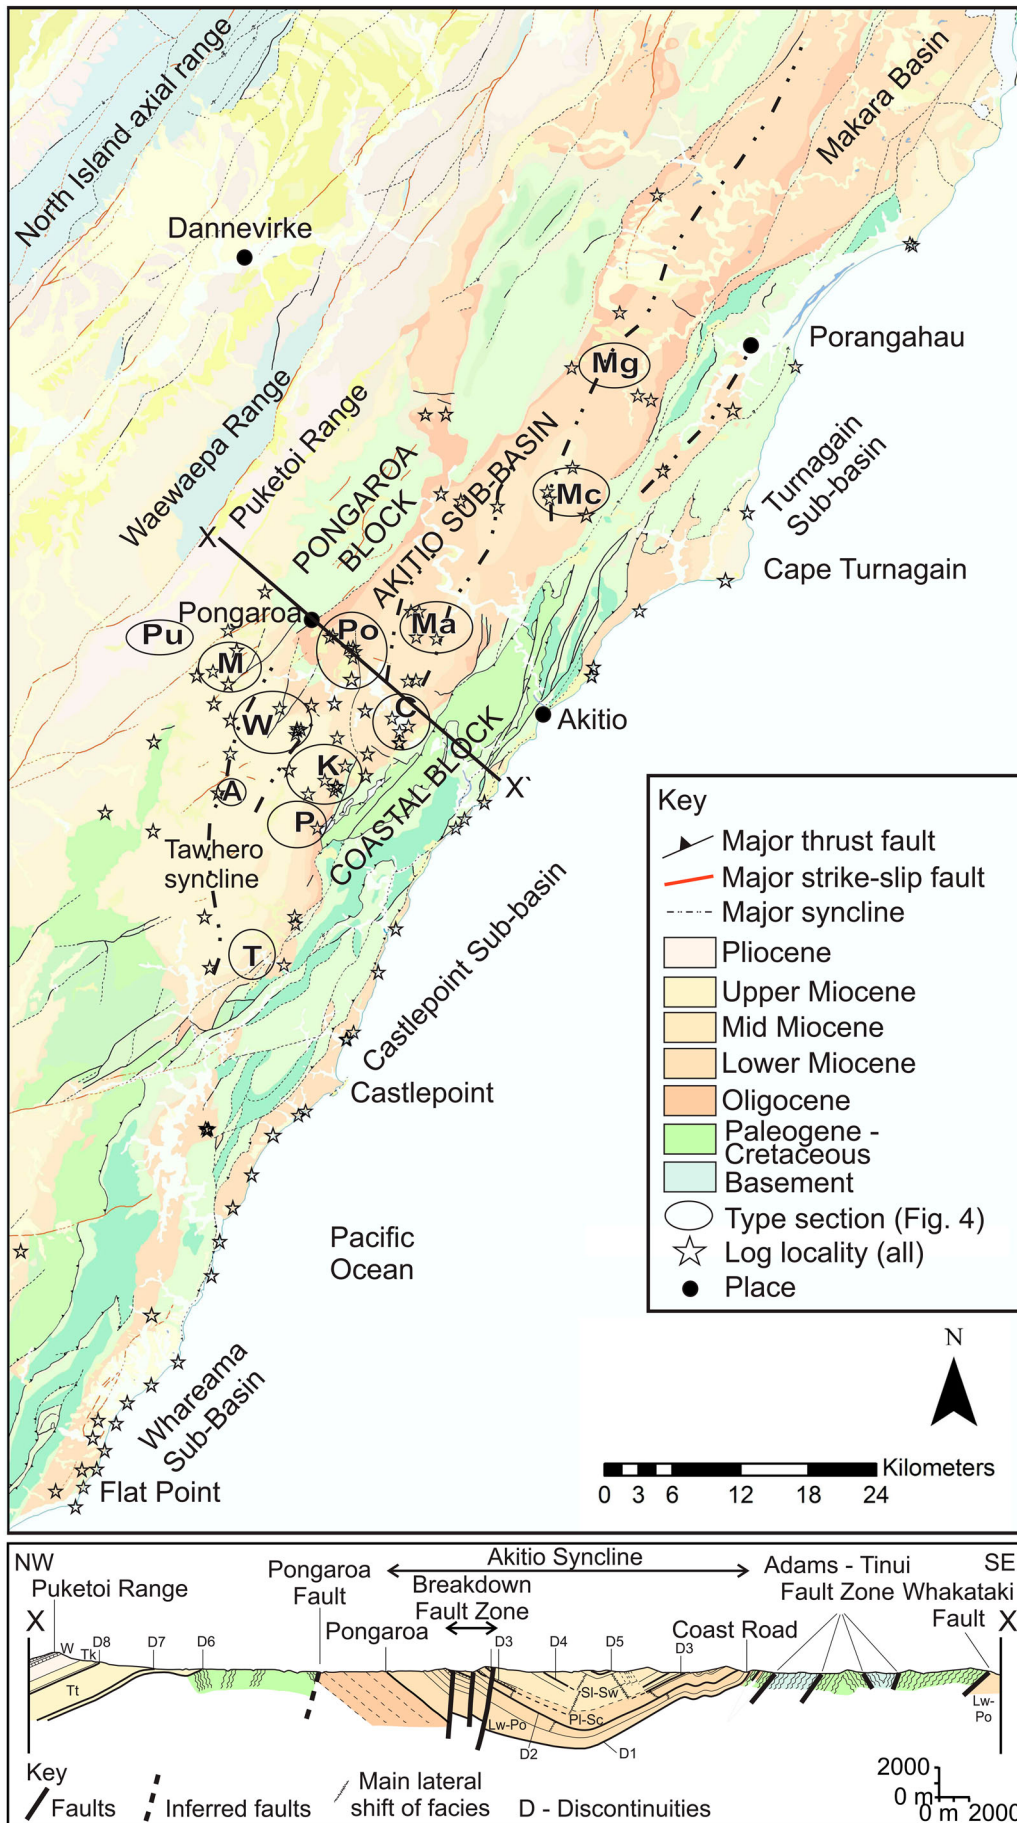 North Island axial range
Makara Basin
Dannevirke
Porangahau
Mg
Waewaepa Range
Puketoi Range
PONGAROA
BLOCK
AKITIO SUB-BASIN
Mc
Turnagain
Sub-basin
Cape Turnagain
X
Pongaroa
Pu
Po
Ma
M
W
C
Akitio
K
A
P
X`
COASTAL BLOCK
Tawhero
syncline
T
Castlepoint Sub-basin
Castlepoint
Pacific
Ocean
Whareama
Sub-Basin
Flat Point
Key
Major thrust fault
Major strike-slip fault
Major syncline
Pliocene
Upper Miocene
Mid Miocene
Lower Miocene
Oligocene
Paleogene -
Cretaceous
Basement
Type section (Fig. 4)
Log locality (all)
Place
N
Kilometers
0 3 6 12 18 24
NW
Akitio Syncline
SE
Puketoi Range
Pongaroa
Fault
Breakdown
Fault Zone
Adams - Tinui
Fault Zone
Whakataki
Fault
X
Pongaroa
Coast Road
X
W
Tk
D8
D7
D6
D3
D4
D5
D3
Tt
Sl-Sw
Pl-Sc
Lw-Po
D2
D1
Lw-
Po
Key
Faults
Inferred faults
Main lateral
shift of facies
D - Discontinuities
2000
0 m
0 m 2000